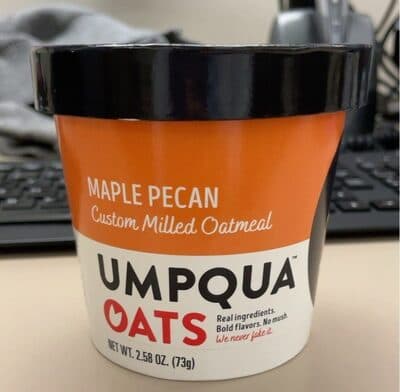 MAPLE PECAN
Custom Milled Oatmeal
UMPQUA™
OATS
Real ingredients.
Bold flavors. No mush.
We never fake it.
NET WT. 2.58 OZ. (73g)